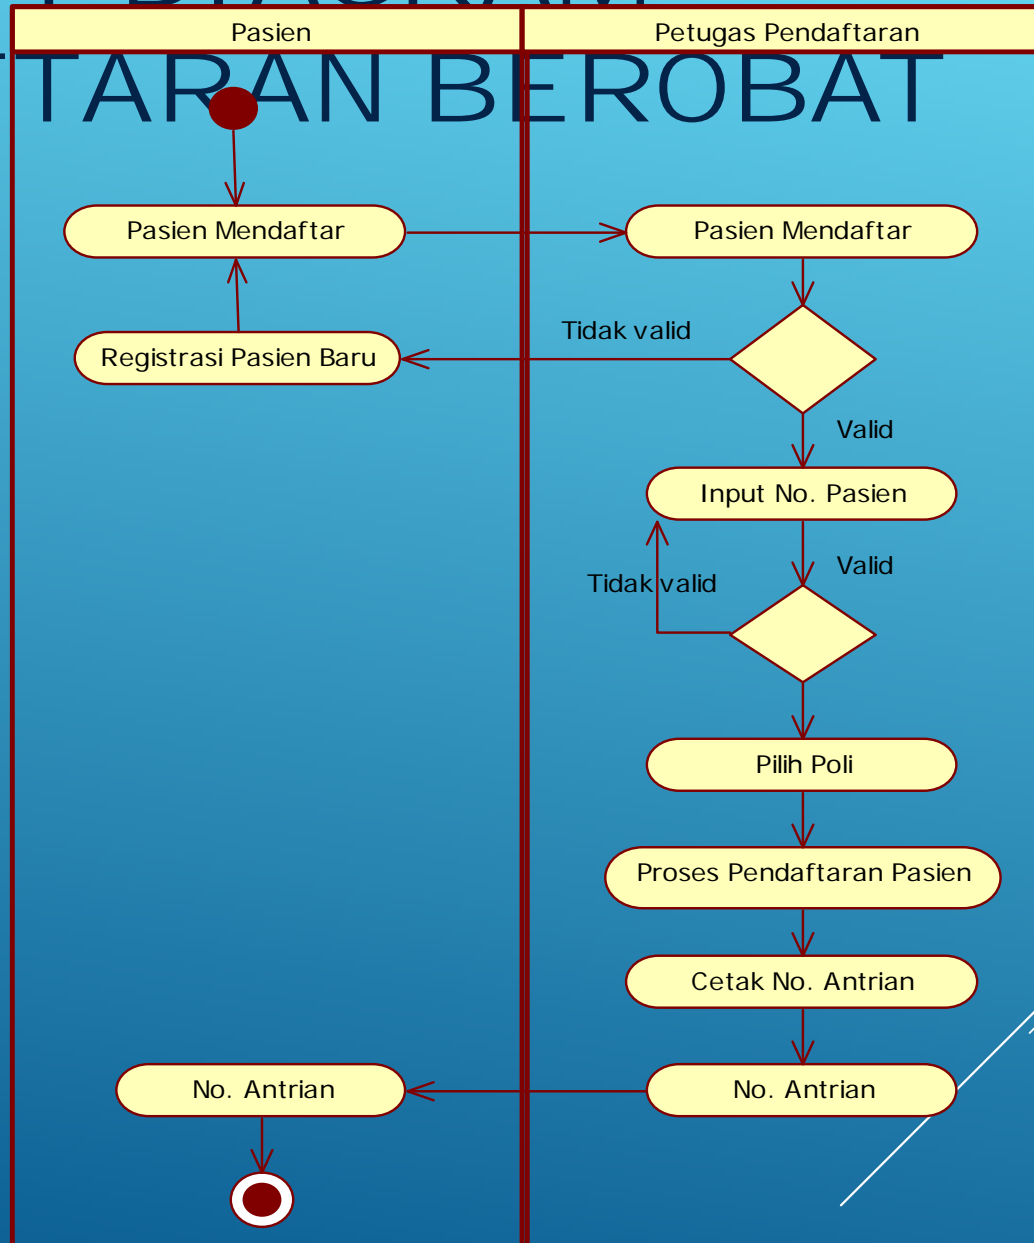 DIAGRAM
Pasien
Petugas Pendaftaran
TARAN BEROBAT
Pasien Mendaftar
Pasien Mendaftar
Tidak valid
Registrasi Pasien Baru
Valid
Input No. Pasien
Valid
Tidak valid
Pilih Poli
Proses Pendaftaran Pasien
Cetak No. Antrian
No. Antrian
No. Antrian